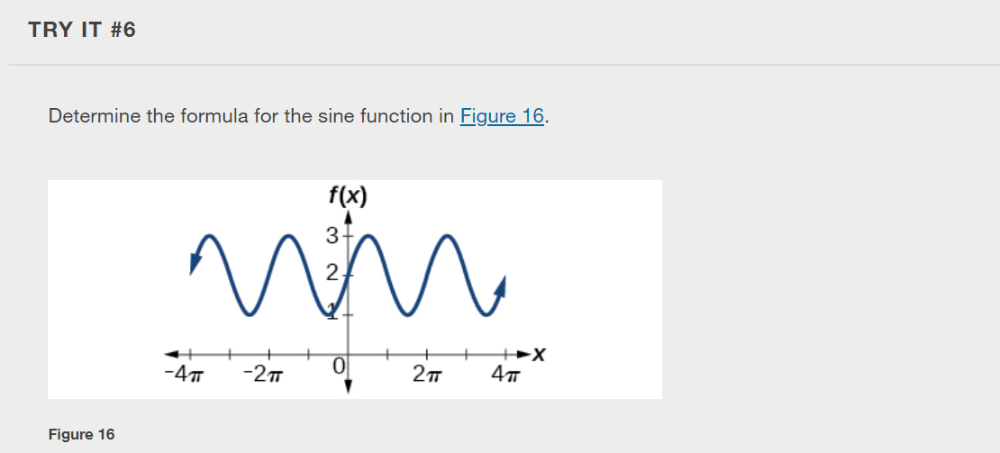 TRY IT #6
Determine the formula for the sine function in Figure 16.
f(x)
3
2
1
-4π -2π 0 2π 4π x
Figure 16